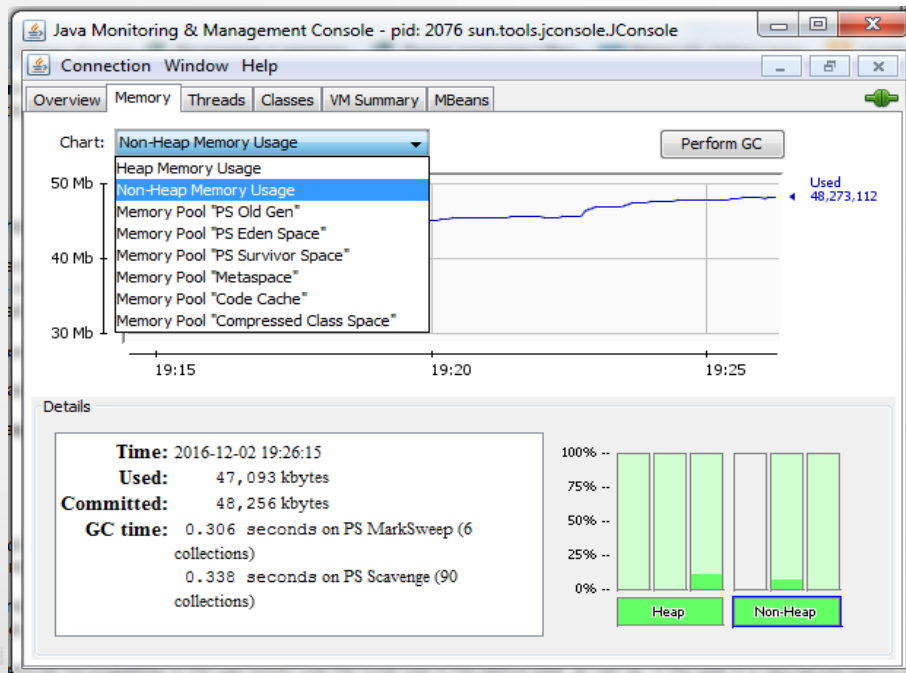 Java Monitoring & Management Console - pid: 2076 sun.tools.jconsole.JConsole
Connection Window Help
Overview Memory Threads Classes VM Summary MBeans
Chart: Non-Heap Memory Usage Perform GC
Heap Memory Usage
Non-Heap Memory Usage
Memory Pool "PS Old Gen"
Memory Pool "PS Eden Space"
Memory Pool "PS Survivor Space"
Memory Pool "Metaspace"
Memory Pool "Code Cache"
Memory Pool "Compressed Class Space"
50 Mb
40 Mb
30 Mb
Used
48,273,112
19:15 19:20 19:25
Details
Time: 2016-12-02 19:26:15
Used: 47,093 kbytes
Committed: 48,256 kbytes
GC time: 0.306 seconds on PS MarkSweep (6
collections)
0.338 seconds on PS Scavenge (90
collections)
100% --
75% --
50% --
25% --
0% --
Heap Non-Heap